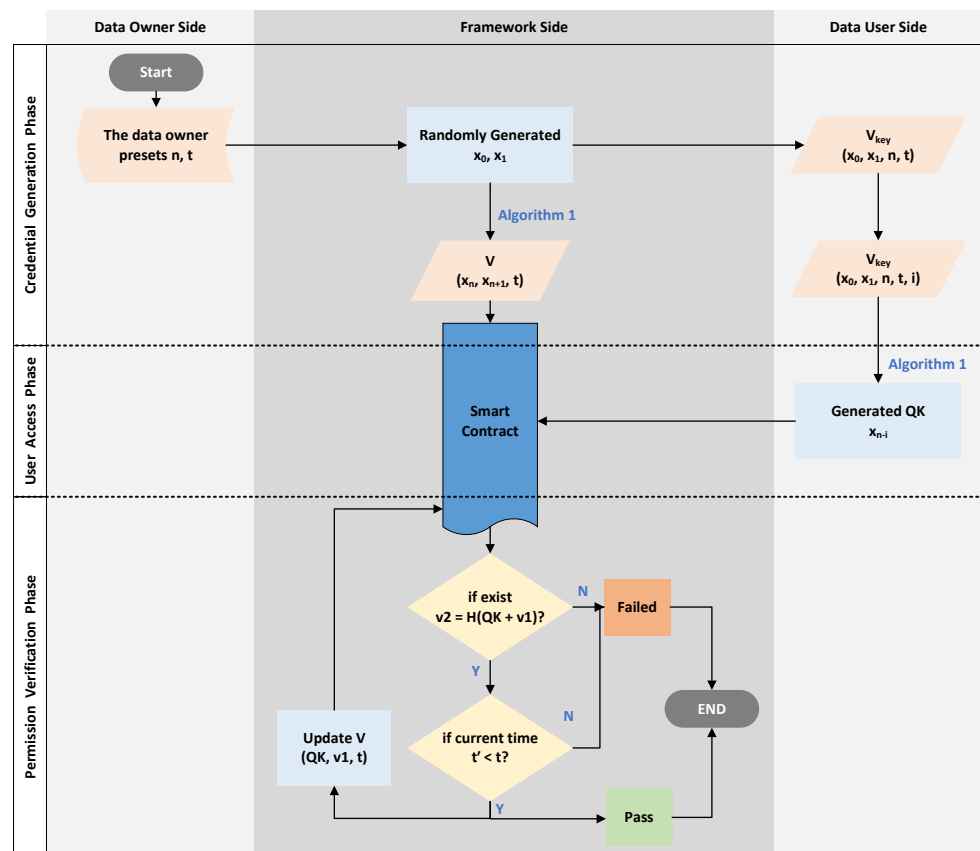 Data Owner Side
Framework Side
Data User Side
Credential Generation Phase
Start
The data owner
presets n, t
Randomly Generated
x₀, x₁
V_key
(x₀, x₁, n, t)
Algorithm 1
V
(xₙ, xₙ₊₁, t)
V_key
(x₀, x₁, n, t, i)
User Access Phase
Smart
Contract
Algorithm 1
Generated QK
xₙ₋ᵢ
Permission Verification Phase
if exist
v2 = H(QK + v1)?
N
Failed
Y
END
Update V
(QK, v1, t)
if current time
t' < t?
N
Y
Pass